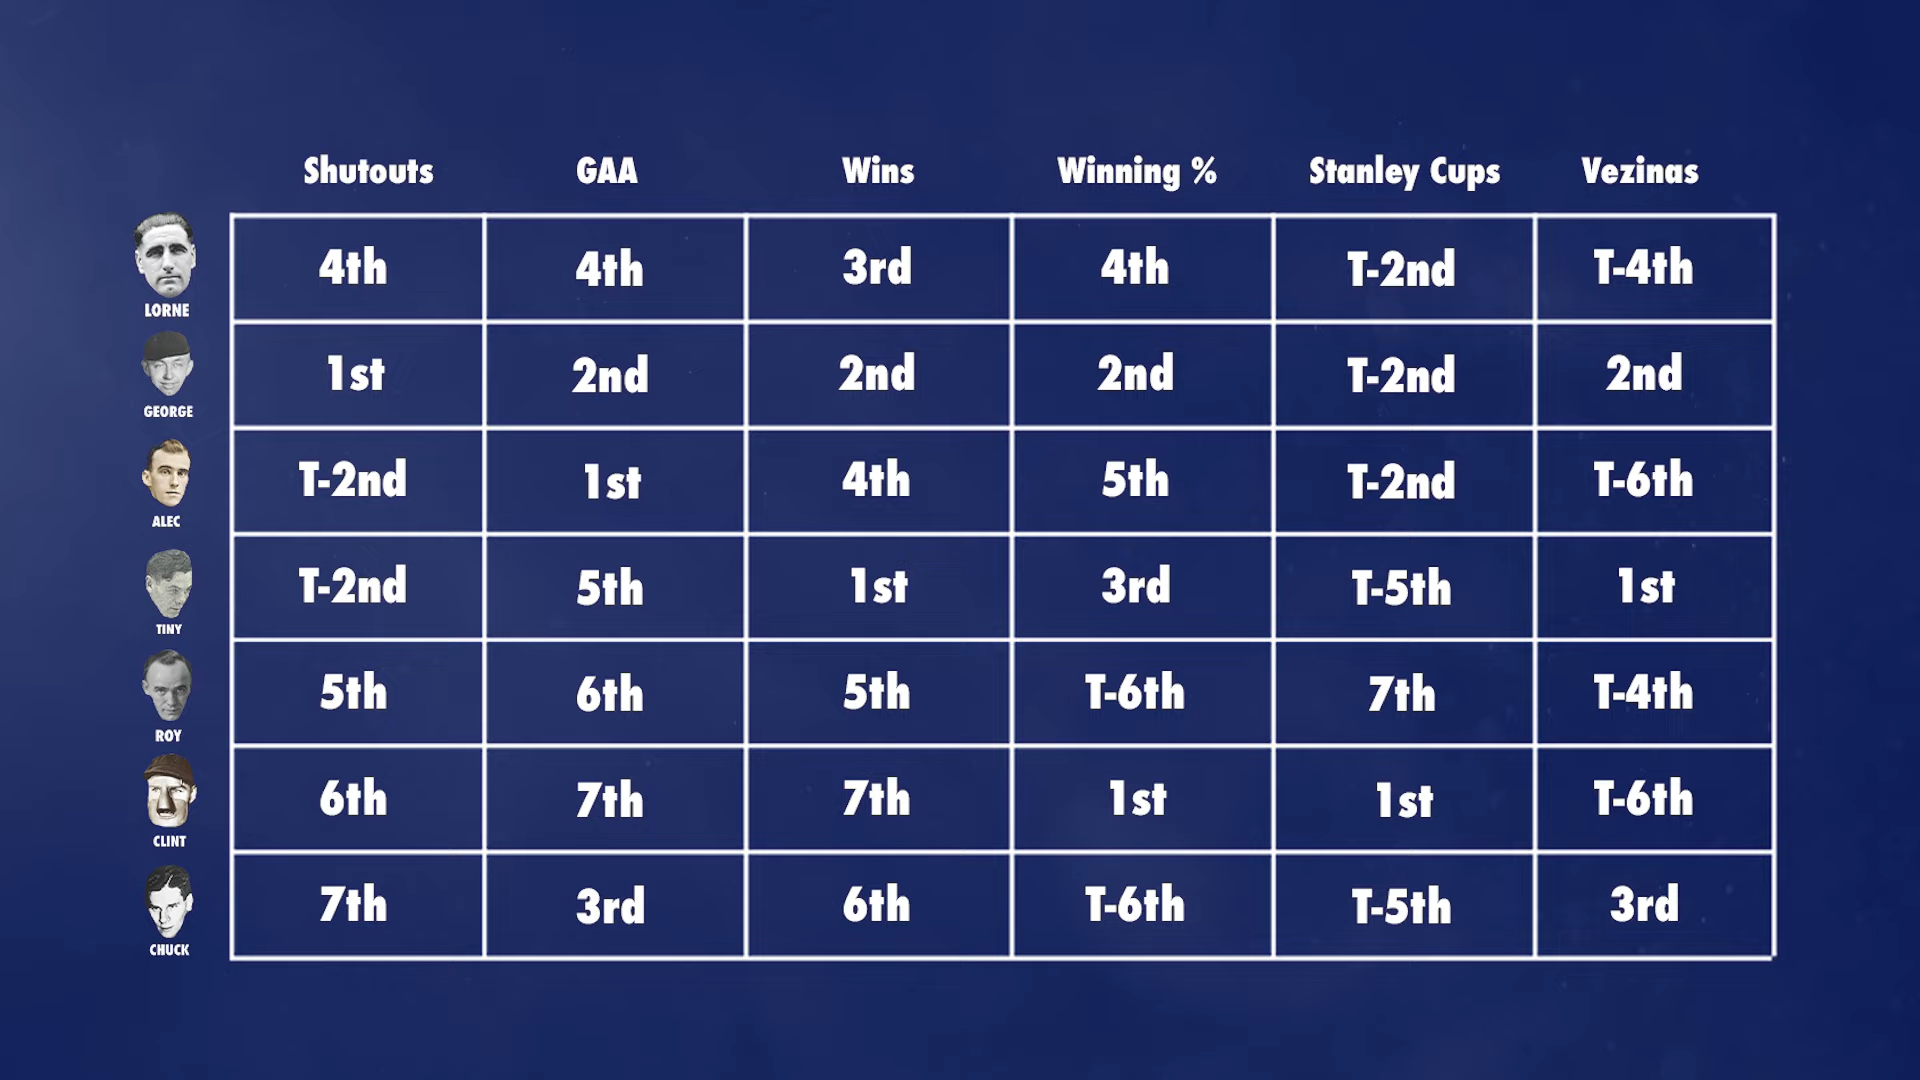 Shutouts GAA Wins Winning % Stanley Cups Vezinas
LORNE 4th 4th 3rd 4th T-2nd T-4th
GEORGE 1st 2nd 2nd 2nd T-2nd 2nd
ALEC T-2nd 1st 4th 5th T-2nd T-6th
TINY T-2nd 5th 1st 3rd T-5th 1st
ROY 5th 6th 5th T-6th 7th T-4th
CLINT 6th 7th 7th 1st 1st T-6th
CHUCK 7th 3rd 6th T-6th T-5th 3rd